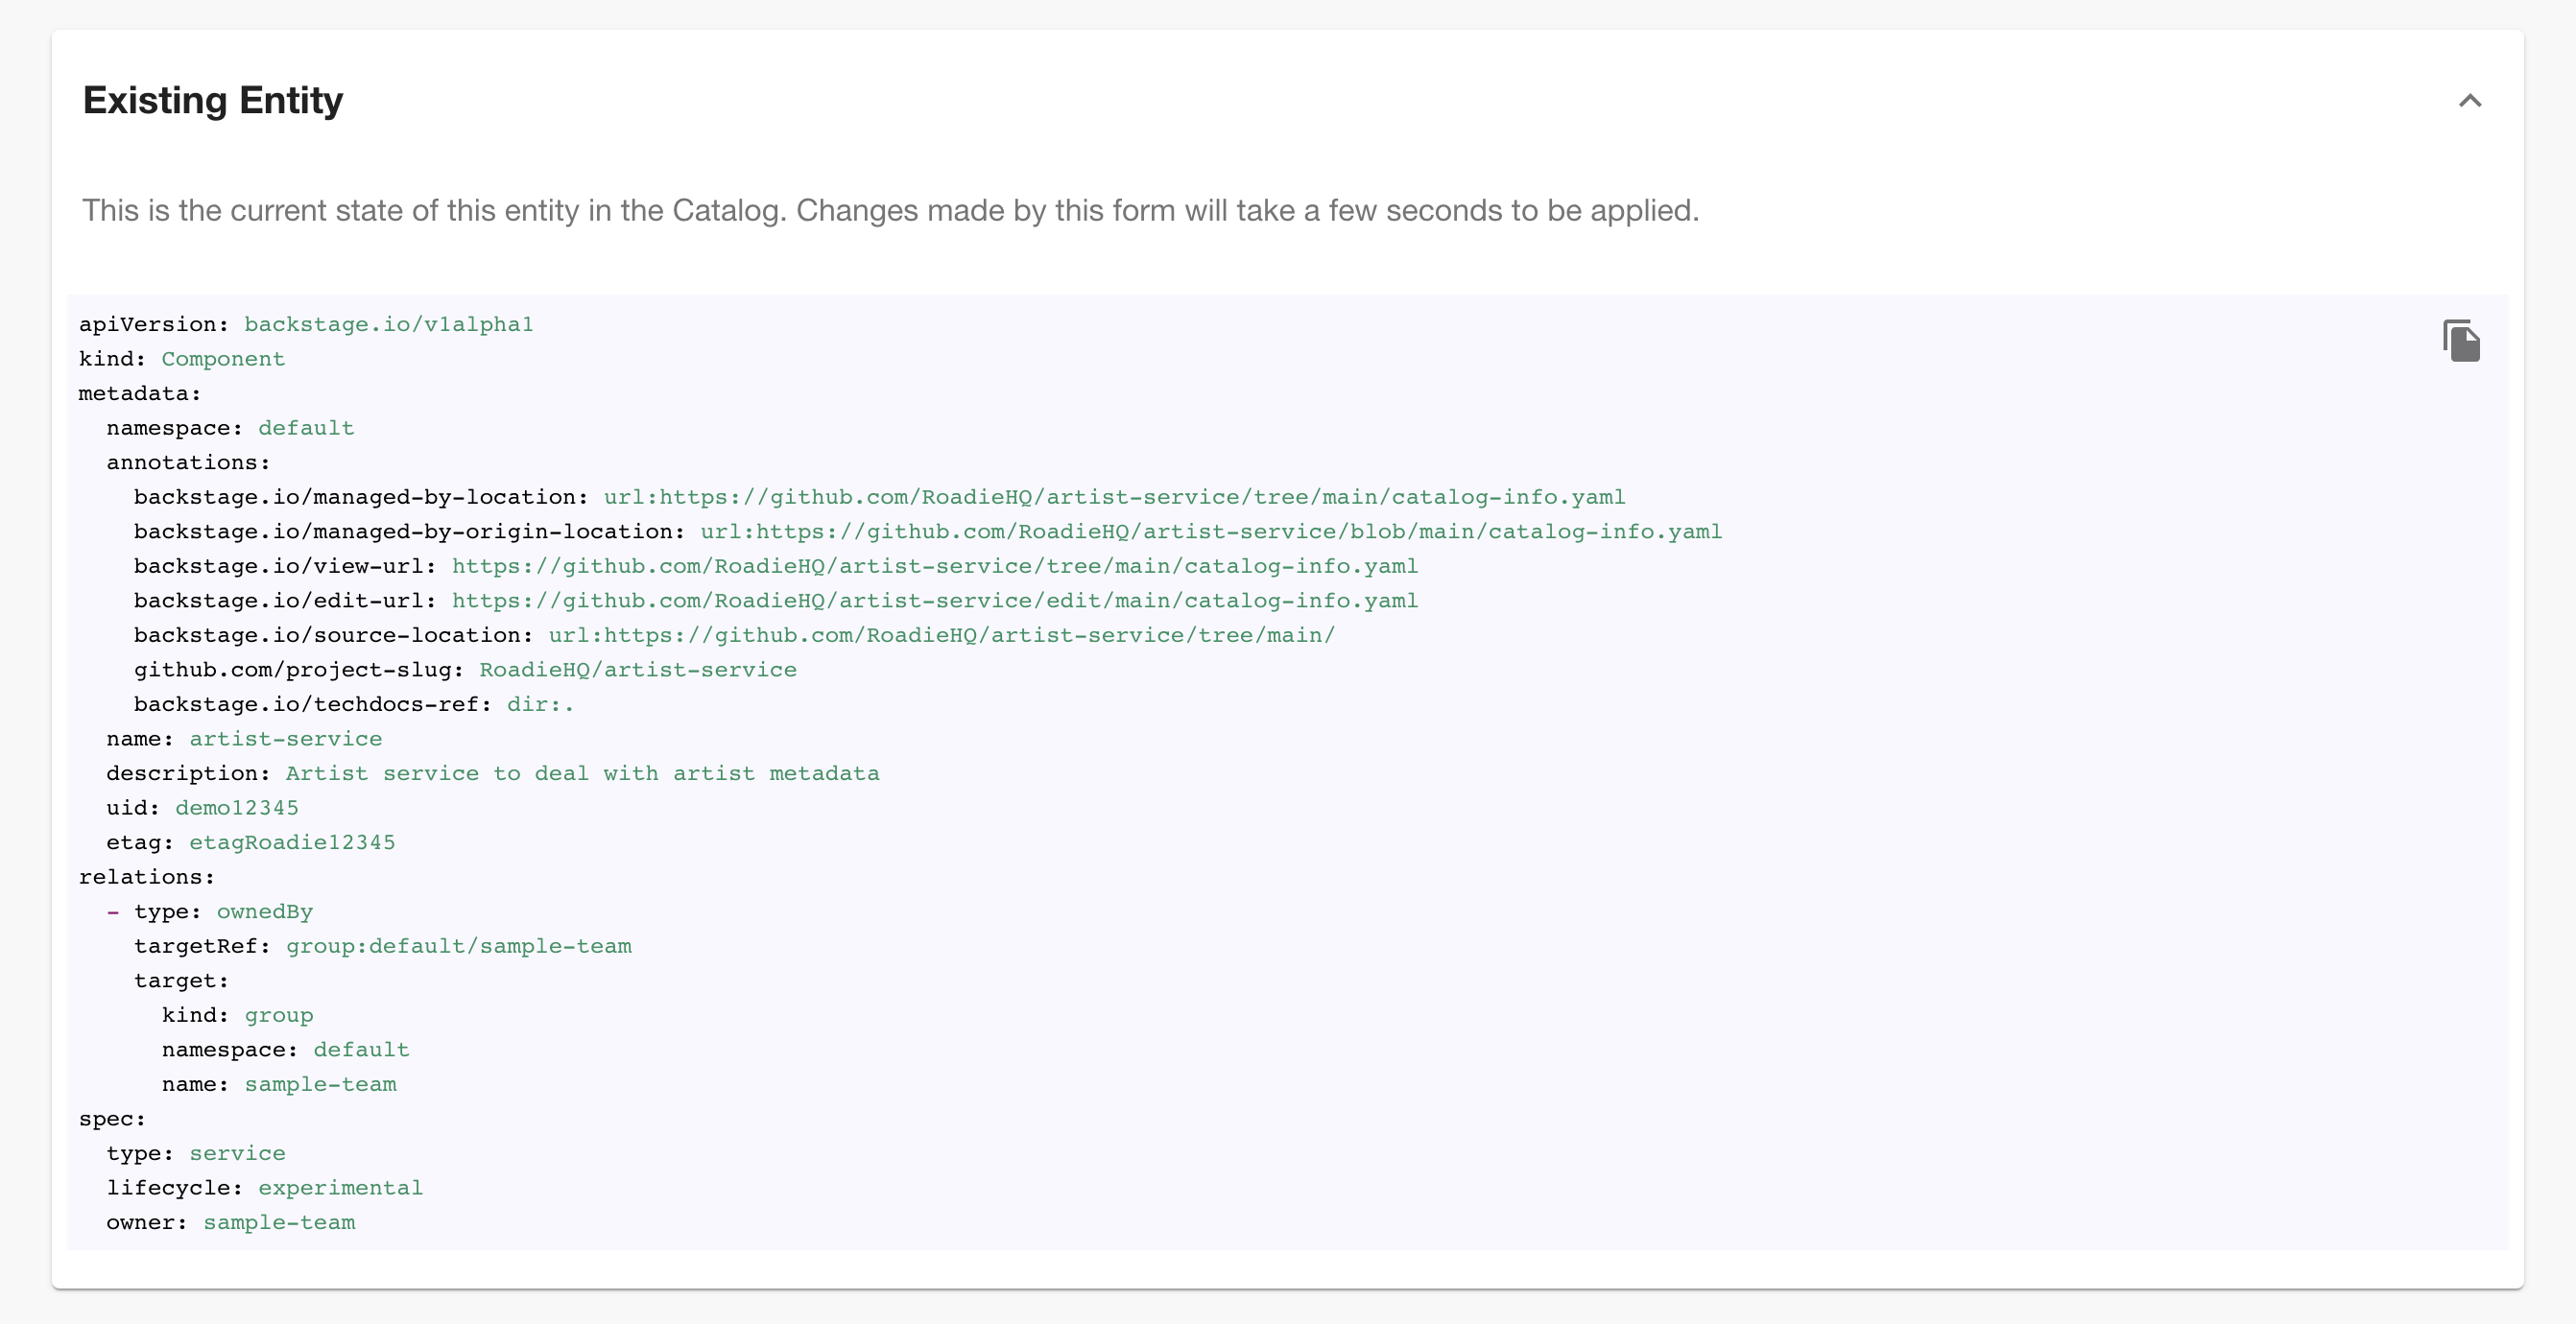 Existing Entity
This is the current state of this entity in the Catalog. Changes made by this form will take a few seconds to be applied.
apiVersion: backstage.io/v1alpha1
kind: Component
metadata:
  namespace: default
  annotations:
    backstage.io/managed-by-location: url:https://github.com/RoadieHQ/artist-service/tree/main/catalog-info.yaml
    backstage.io/managed-by-origin-location: url:https://github.com/RoadieHQ/artist-service/blob/main/catalog-info.yaml
    backstage.io/view-url: https://github.com/RoadieHQ/artist-service/tree/main/catalog-info.yaml
    backstage.io/edit-url: https://github.com/RoadieHQ/artist-service/edit/main/catalog-info.yaml
    backstage.io/source-location: url:https://github.com/RoadieHQ/artist-service/tree/main/
    github.com/project-slug: RoadieHQ/artist-service
    backstage.io/techdocs-ref: dir:.
  name: artist-service
  description: Artist service to deal with artist metadata
  uid: demo12345
  etag: etagRoadie12345
relations:
  - type: ownedBy
    targetRef: group:default/sample-team
    target:
      kind: group
      namespace: default
      name: sample-team
spec:
  type: service
  lifecycle: experimental
  owner: sample-team